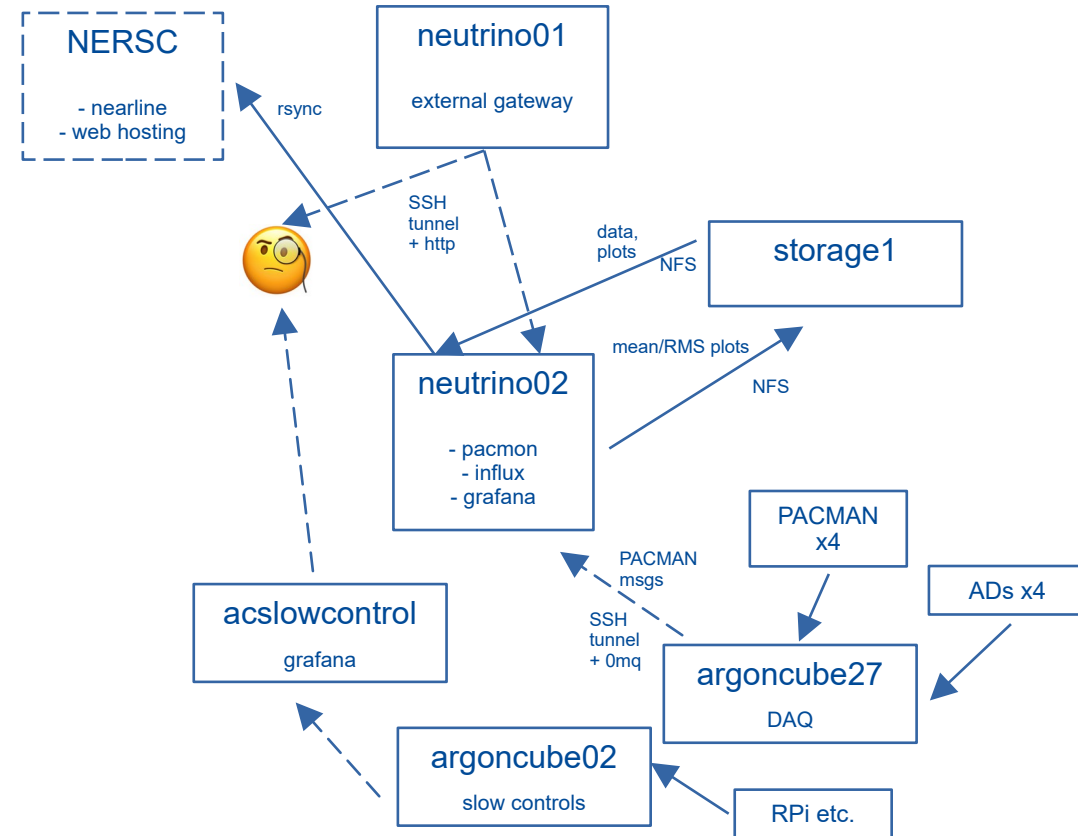 NERSC
- nearline
- web hosting
neutrino01
external gateway
rsync
SSH
tunnel
+ http
data,
plots
NFS
storage1
mean/RMS plots
NFS
neutrino02
- pacmon
- influx
- grafana
PACMAN
x4
PACMAN
msgs
SSH
tunnel
+ 0mq
ADs x4
acslowcontrol
grafana
argoncube27
DAQ
argoncube02
slow controls
RPi etc.